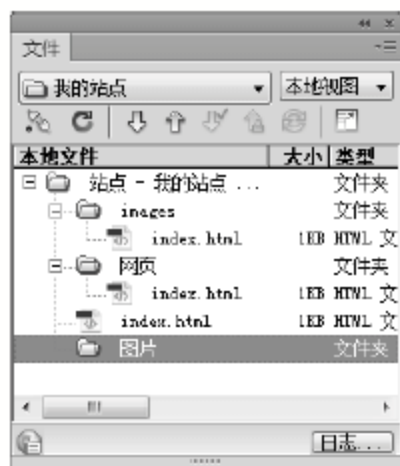 文件
我的站点 本地视图
本地文件 大小 类型
站点 - 我的站点 ... 文件夹
images 文件夹
index.html 1KB HTML 文
网页 文件夹
index.html 1KB HTML 文
index.html 1KB HTML 文
图片 文件夹
日志...